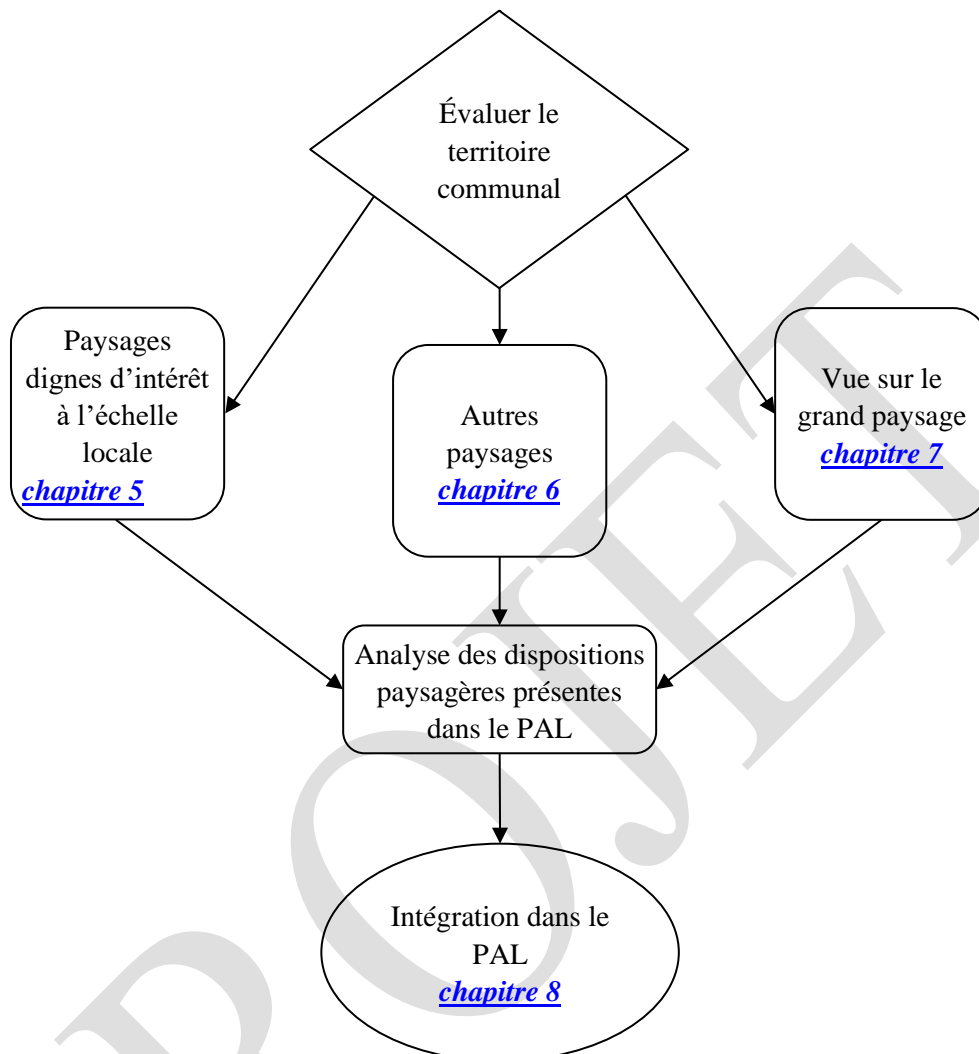 Évaluer le
territoire
communal
Paysages
dignes d’intérêt
à l’échelle
locale
chapitre 5
Autres
paysages
chapitre 6
Vue sur le
grand paysage
chapitre 7
Analyse des dispositions
paysagères présentes
dans le PAL
Intégration dans le
PAL
chapitre 8
PROJET